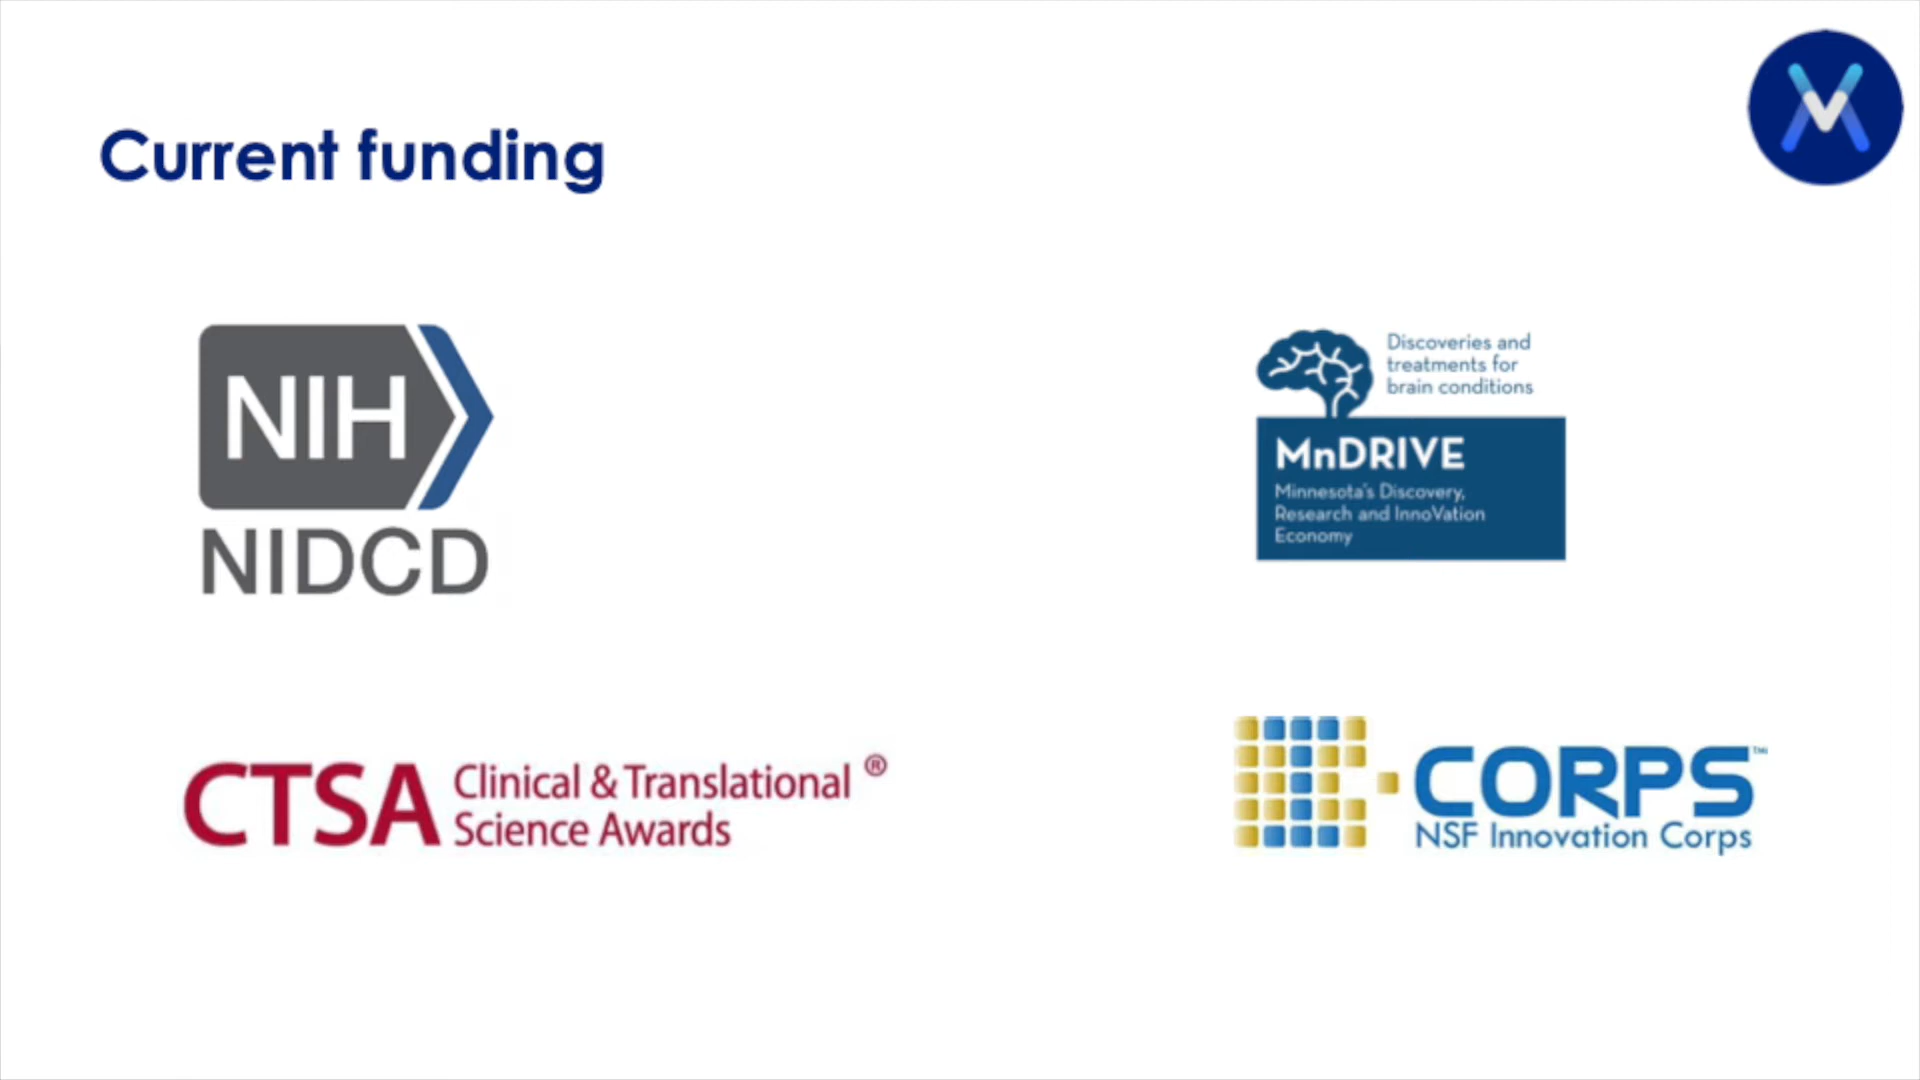 Current funding
NIH
NIDCD
Discoveries and
treatments for
brain conditions
MnDRIVE
Minnesota's Discovery,
Research and InnoVation
Economy
CTSA Clinical & Translational ®
Science Awards
I-CORPS™
NSF Innovation Corps